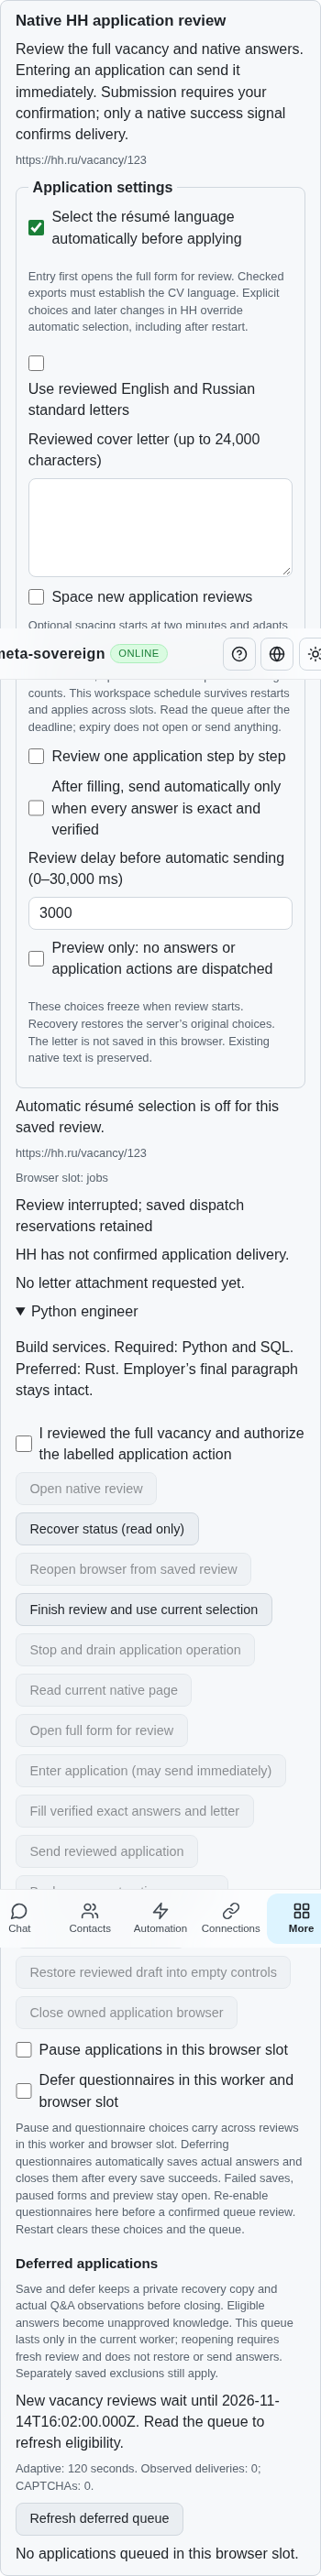 Native HH application review
Review the full vacancy and native answers.
Entering an application can send it
immediately. Submission requires your
confirmation; only a native success signal
confirms delivery.
https://hh.ru/vacancy/123
Application settings
Select the résumé language
automatically before applying
Entry first opens the full form for review. Checked
exports must establish the CV language. Explicit
choices and later changes in HH override
automatic selection, including after restart.
Use reviewed English and Russian
standard letters
Reviewed cover letter (up to 24,000
characters)
Space new application reviews
Optional spacing starts at two minutes and adapts
meta-sovereign ONLINE
counts. This workspace schedule survives restarts
and applies across slots. Read the queue after the
deadline; expiry does not open or send anything.
Review one application step by step
After filling, send automatically only
when every answer is exact and
verified
Review delay before automatic sending
(0–30,000 ms)
3000
Preview only: no answers or
application actions are dispatched
These choices freeze when review starts.
Recovery restores the server’s original choices.
The letter is not saved in this browser. Existing
native text is preserved.
Automatic résumé selection is off for this
saved review.
https://hh.ru/vacancy/123
Browser slot: jobs
Review interrupted; saved dispatch
reservations retained
HH has not confirmed application delivery.
No letter attachment requested yet.
▼ Python engineer
Build services. Required: Python and SQL.
Preferred: Rust. Employer’s final paragraph
stays intact.
I reviewed the full vacancy and authorize
the labelled application action
Open native review
Recover status (read only)
Reopen browser from saved review
Finish review and use current selection
Stop and drain application operation
Read current native page
Open full form for review
Enter application (may send immediately)
Fill verified exact answers and letter
Send reviewed application
Chat Contacts Automation Connections More
Restore reviewed draft into empty controls
Close owned application browser
Pause applications in this browser slot
Defer questionnaires in this worker and
browser slot
Pause and questionnaire choices carry across reviews
in this worker and browser slot. Deferring
questionnaires automatically saves actual answers and
closes them after every save succeeds. Failed saves,
paused forms and preview stay open. Re-enable
questionnaires here before a confirmed queue review.
Restart clears these choices and the queue.
Deferred applications
Save and defer keeps a private recovery copy and
actual Q&A observations before closing. Eligible
answers become unapproved knowledge. This queue
lasts only in the current worker; reopening requires
fresh review and does not restore or send answers.
Separately saved exclusions still apply.
New vacancy reviews wait until 2026-11-
14T16:02:00.000Z. Read the queue to
refresh eligibility.
Adaptive: 120 seconds. Observed deliveries: 0;
CAPTCHAs: 0.
Refresh deferred queue
No applications queued in this browser slot.